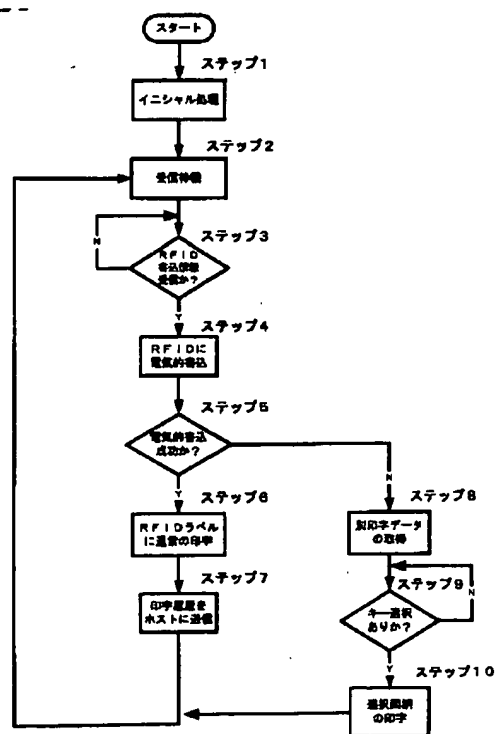 スタート
ステップ1
イニシャル処理
ステップ2
受信待機
ステップ3
RFID
書込情報
受信か?
N
Y
ステップ4
RFIDに
電気的書込
ステップ5
電気的書込
成功か?
N
Y
ステップ6
RFIDラベル
に通常の印字
ステップ7
印字履歴を
ホストに送信
ステップ8
別印字データ
の取得
ステップ9
キー選択
ありか?
N
Y
ステップ10
の印字